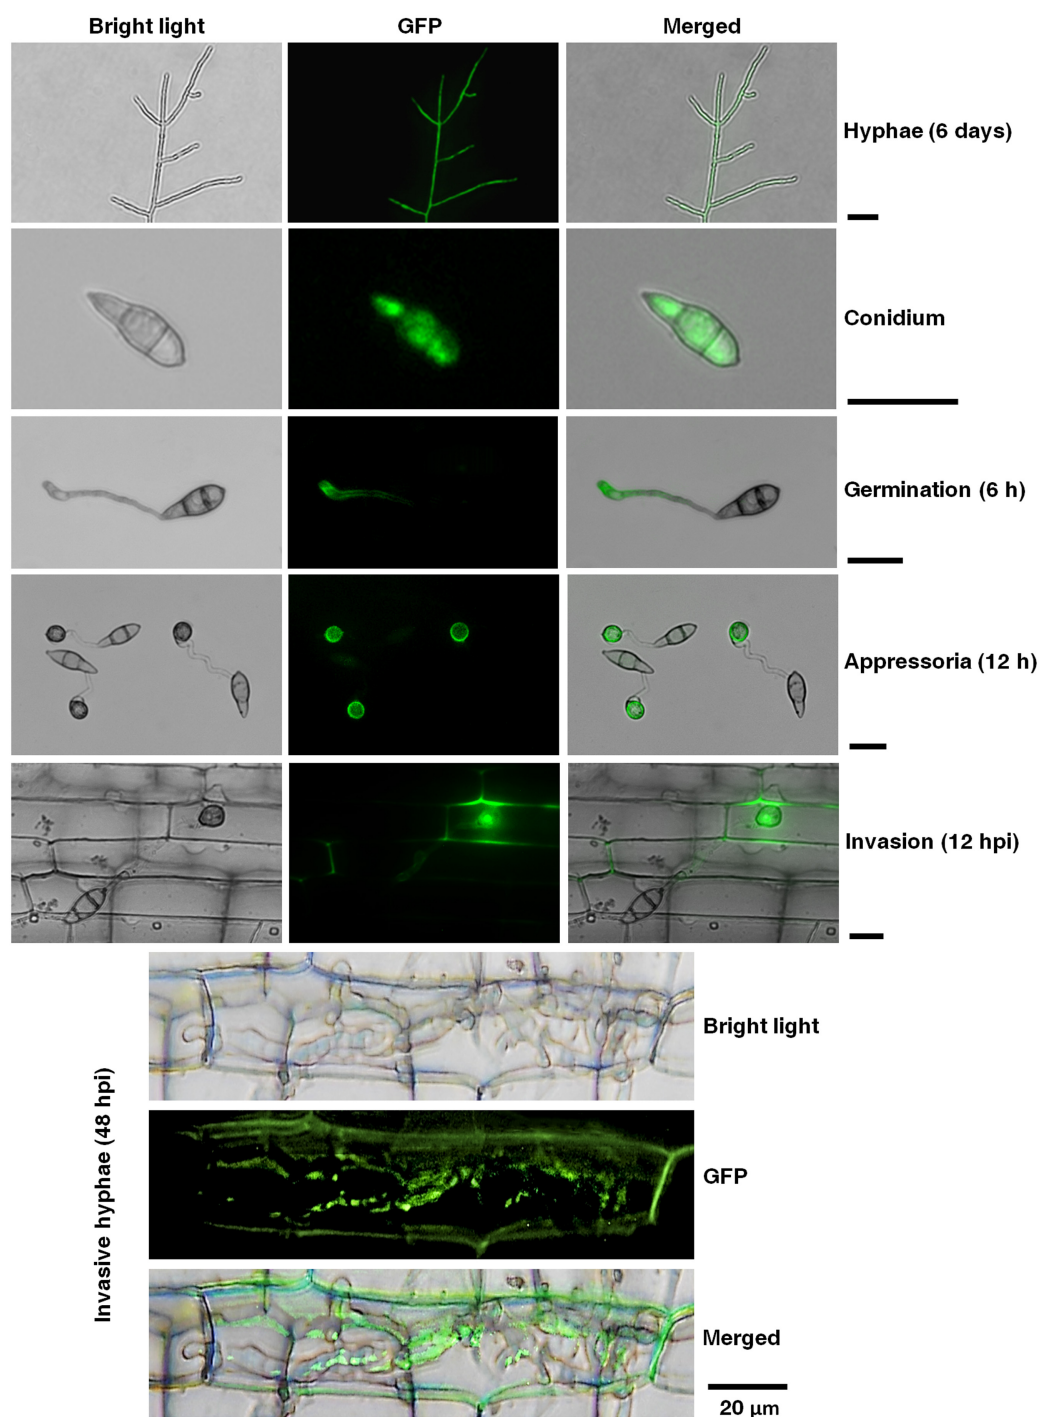 Bright light GFP Merged
Hyphae (6 days)
Conidium
Germination (6 h)
Appressoria (12 h)
Invasion (12 hpi)
Invasive hyphae (48 hpi)
Bright light
GFP
Merged
20 µm